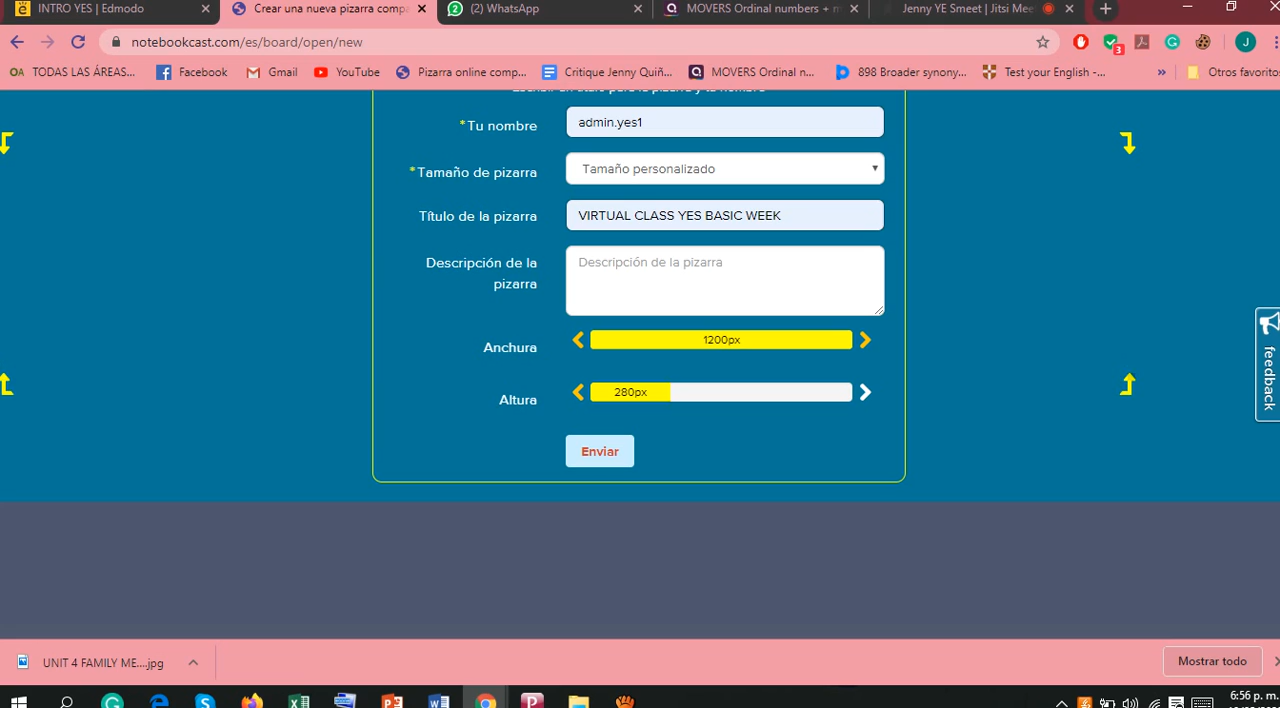 INTRO YES | Edmodo
Crear una nueva pizarra compa
(2) WhatsApp
MOVERS Ordinal numbers + m
Jenny YE Smeet | Jitsi Mee
notebookcast.com/es/board/open/new
3
J
OA TODAS LAS ÁREAS...
Facebook
Gmail
YouTube
Pizarra online comp...
Critique Jenny Quiñ...
MOVERS Ordinal n...
898 Broader synony...
Test your English -...
»
Otros favoritos
*Tu nombre
admin.yes1
*Tamaño de pizarra
Tamaño personalizado
Título de la pizarra
VIRTUAL CLASS YES BASIC WEEK
Descripción de la
pizarra
Descripción de la pizarra
Anchura
1200px
Altura
280px
Enviar
feedback
UNIT 4 FAMILY ME....jpg
Mostrar todo
6:56 p. m.